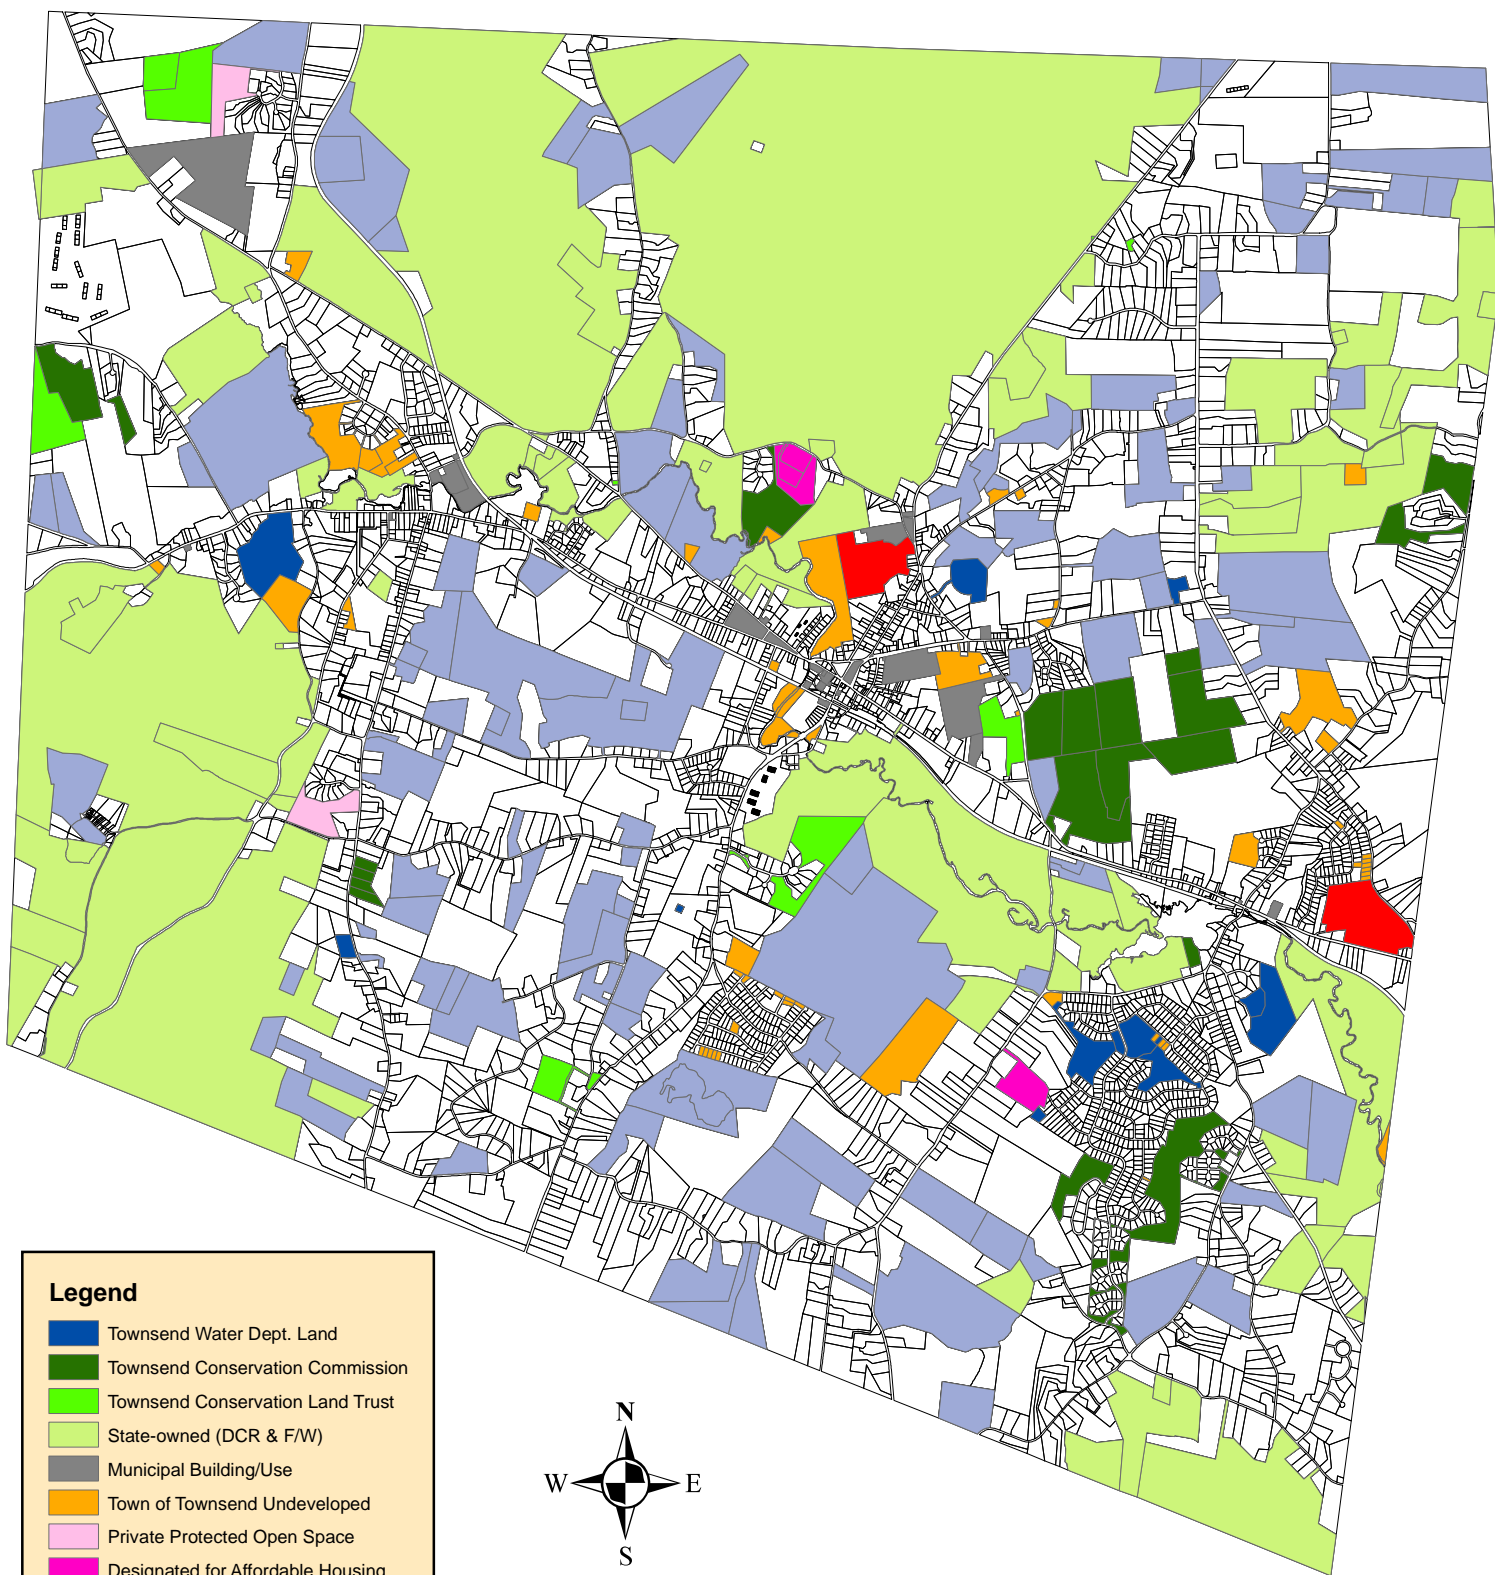 Legend
Townsend Water Dept. Land
Townsend Conservation Commission
Townsend Conservation Land Trust
State-owned (DCR & F/W)
Municipal Building/Use
Town of Townsend Undeveloped
Private Protected Open Space
Designated for Affordable Housing
N
W E
S